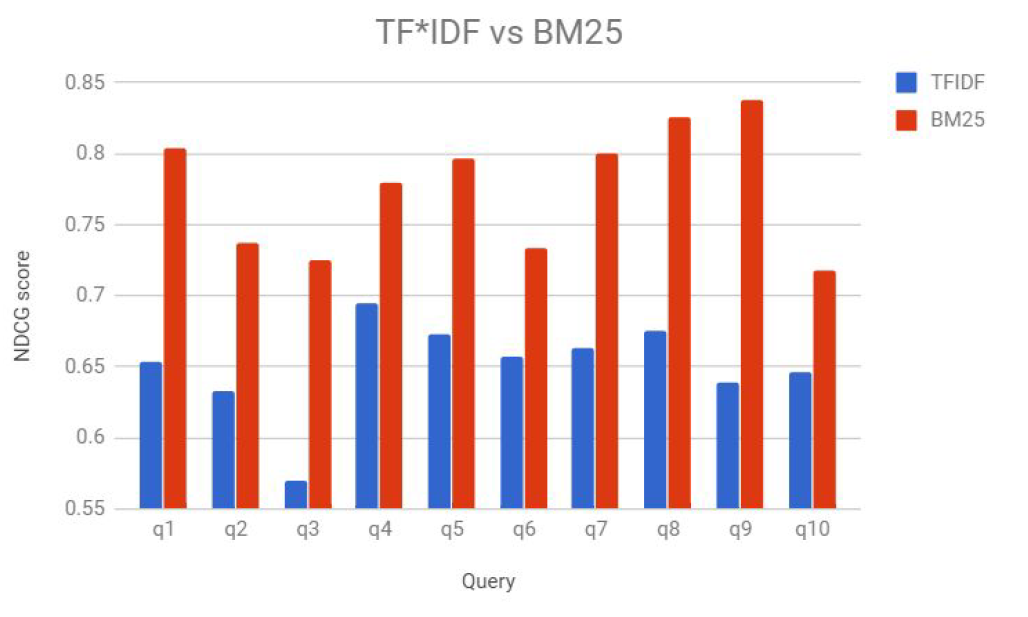 TF*IDF vs BM25
TFIDF
BM25
NDCG score
0.85
0.8
0.75
0.7
0.65
0.6
0.55
q1 q2 q3 q4 q5 q6 q7 q8 q9 q10
Query